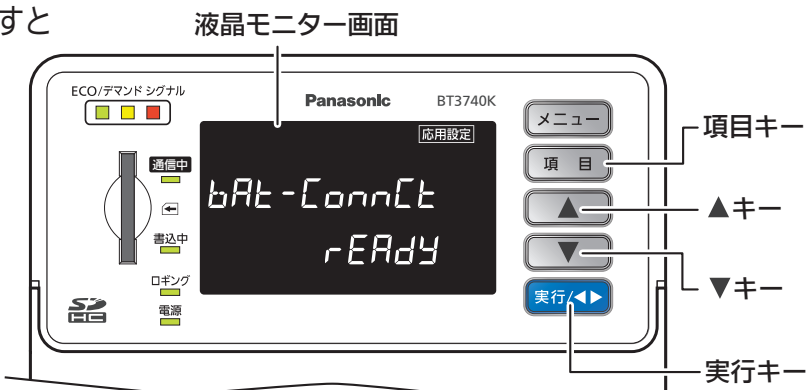 すと
液晶モニター画面
ECO/デマンド シグナル
Panasonic
BT3740K
応用設定
メニュー
項 目
項目キー
通信中
bAt-ConnCt
▲
▲キー
書込中
rEAdY
▼
▼キー
ロギング
実行/◀▶
電源
SD
HC
実行キー